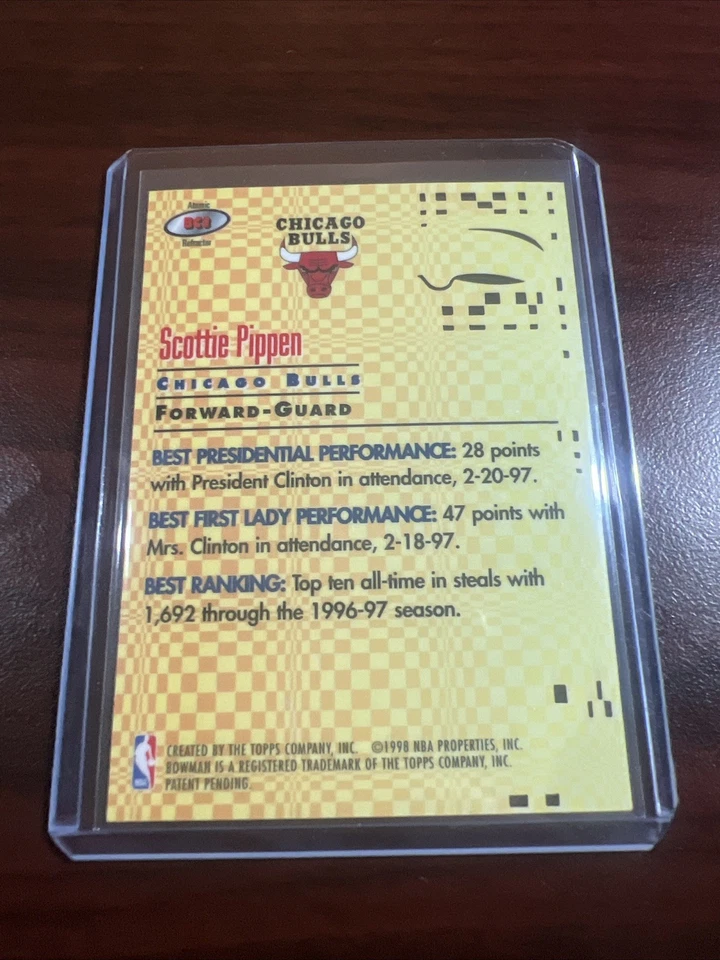 Atomic
Refractor
CHICAGO
BULLS
Scottie Pippen
CHICAGO BULLS
FORWARD-GUARD
BEST PRESIDENTIAL PERFORMANCE: 28 points
with President Clinton in attendance, 2-20-97.
BEST FIRST LADY PERFORMANCE: 47 points with
Mrs. Clinton in attendance, 2-18-97.
BEST RANKING: Top ten all-time in steals with
1,692 through the 1996-97 season.
CREATED BY THE TOPPS COMPANY, INC. ©1998 NBA PROPERTIES, INC.
BOWMAN IS A REGISTERED TRADEMARK OF THE TOPPS COMPANY, INC.
PATENT PENDING.